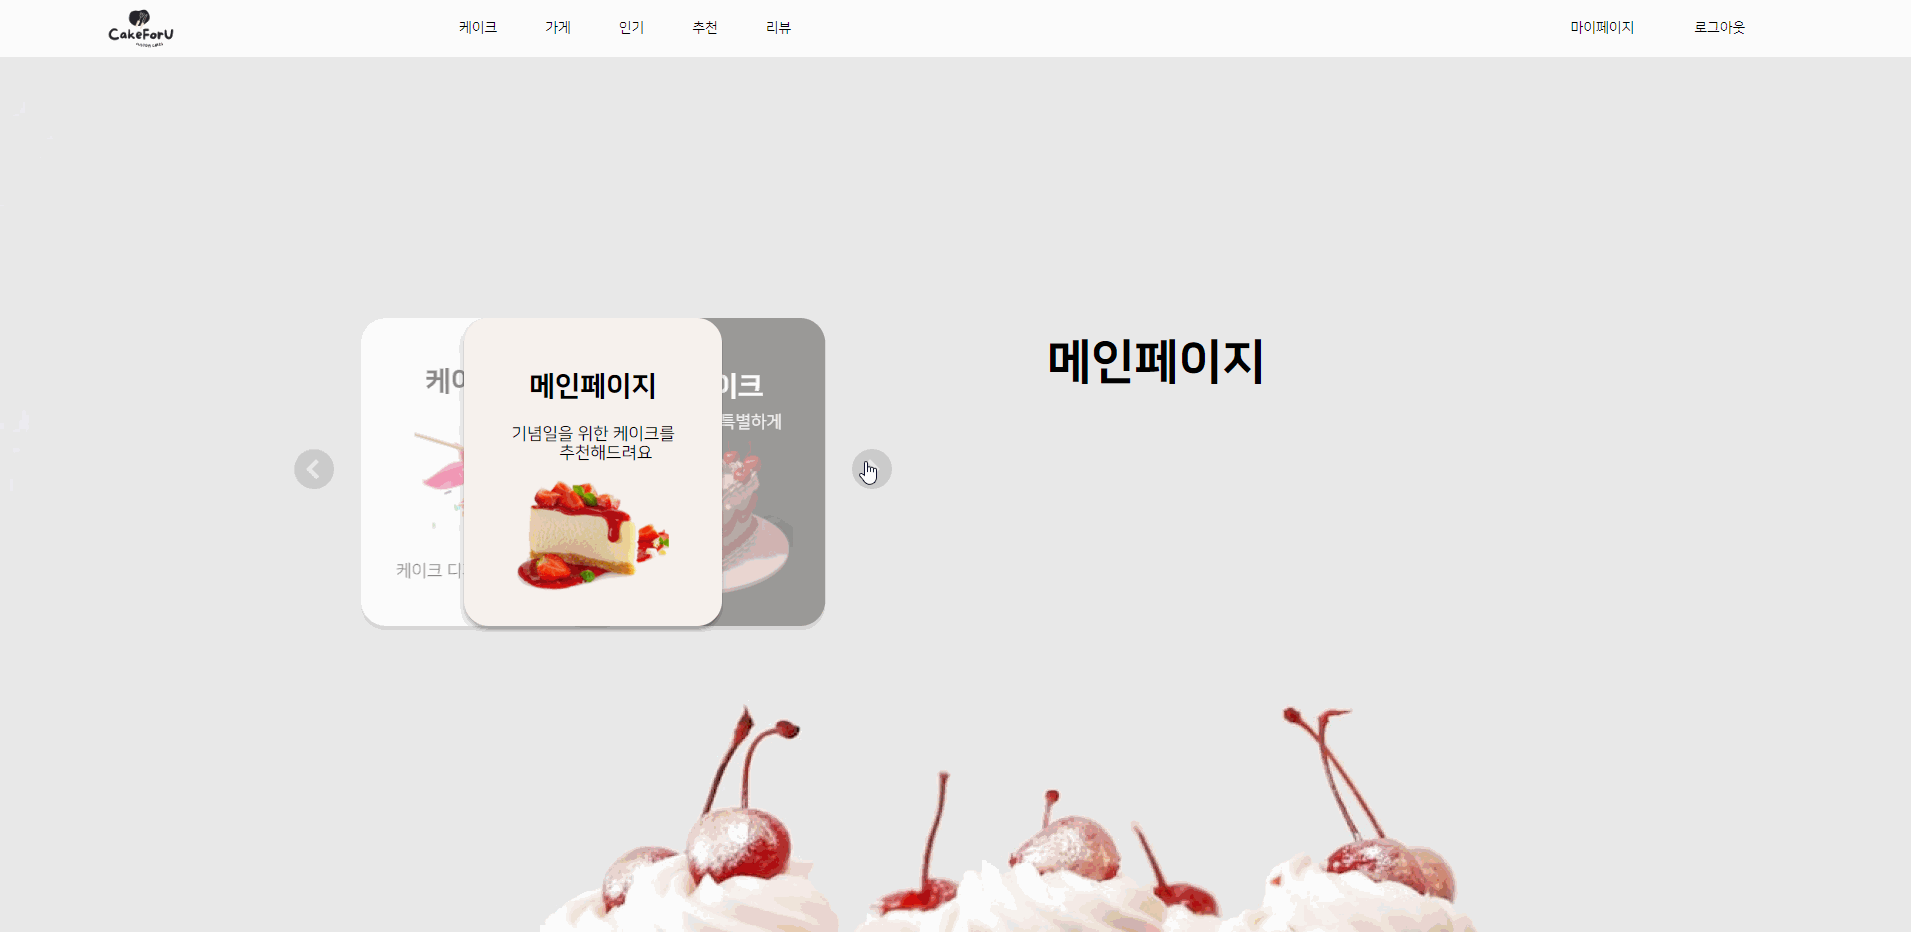 CakeForU
케이크
가게
인기
추천
리뷰
마이페이지
로그아웃
메인페이지
기념일을 위한 케이크를
추천해드려요
이크
특별하게
케이크 디
메인페이지